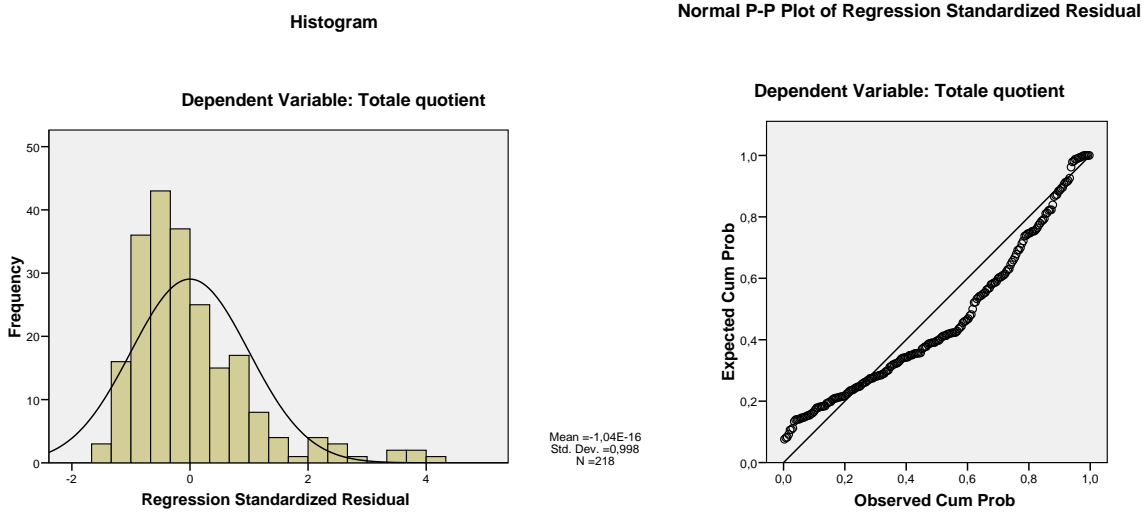 Histogram
Dependent Variable: Totale quotient
50
40
30
20
10
0
Frequency
-2
0
2
4
Regression Standardized Residual
Mean =-1,04E-16
Std. Dev. =0,998
N =218
Normal P-P Plot of Regression Standardized Residual
Dependent Variable: Totale quotient
1,0
0,8
0,6
0,4
0,2
0,0
Expected Cum Prob
0,0
0,2
0,4
0,6
0,8
1,0
Observed Cum Prob